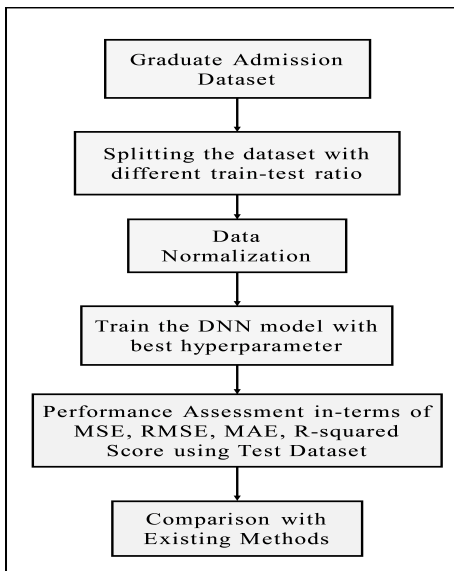 Graduate Admission
Dataset
Splitting the dataset with
different train-test ratio
Data
Normalization
Train the DNN model with
best hyperparameter
Performance Assessment in-terms of
MSE, RMSE, MAE, R-squared
Score using Test Dataset
Comparison with
Existing Methods